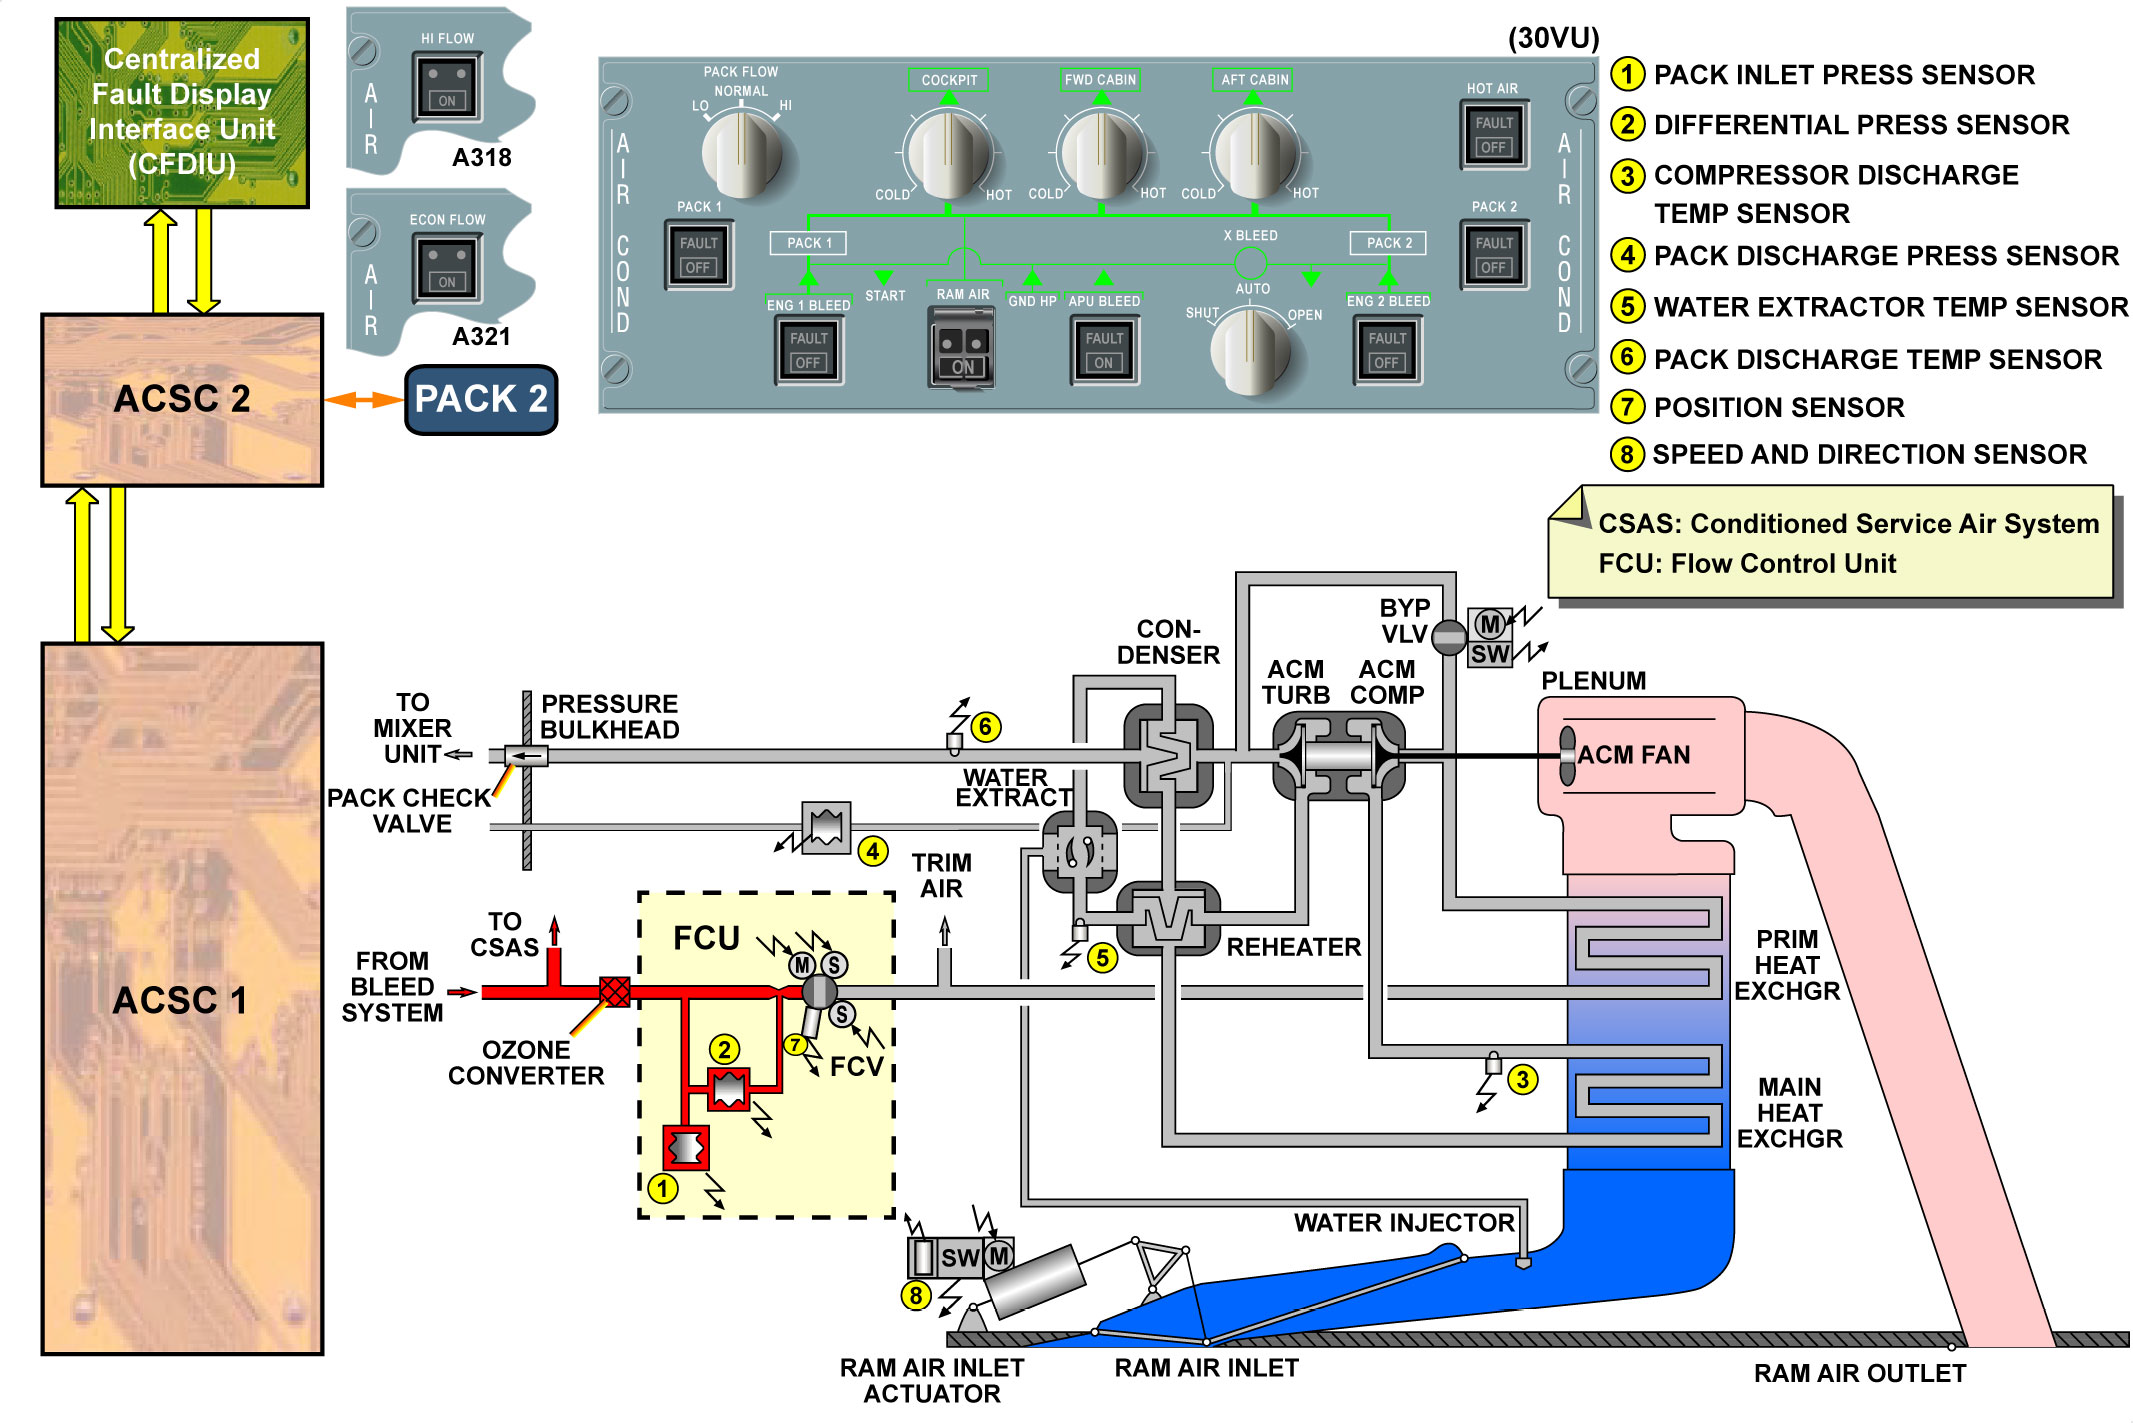 Centralized
Fault Display
Interface Unit
(CFDIU)
HI FLOW
ON
AIR
A318
ECON FLOW
ON
AIR
A321
ACSC 2
PACK 2
ACSC 1
(30VU)
PACK FLOW
NORMAL
LO
HI
COCKPIT
FWD CABIN
AFT CABIN
HOT AIR
FAULT
OFF
AIR COND
AIR COND
COLD
HOT
COLD
HOT
COLD
HOT
PACK 1
FAULT
OFF
PACK 1
X BLEED
PACK 2
PACK 2
FAULT
OFF
START
RAM AIR
GND HP
APU BLEED
AUTO
ENG 1 BLEED
ENG 2 BLEED
SHUT
OPEN
FAULT
OFF
ON
FAULT
ON
FAULT
OFF
1 PACK INLET PRESS SENSOR
2 DIFFERENTIAL PRESS SENSOR
3 COMPRESSOR DISCHARGE
TEMP SENSOR
4 PACK DISCHARGE PRESS SENSOR
5 WATER EXTRACTOR TEMP SENSOR
6 PACK DISCHARGE TEMP SENSOR
7 POSITION SENSOR
8 SPEED AND DIRECTION SENSOR
CSAS: Conditioned Service Air System
FCU: Flow Control Unit
BYP
VLV
M
SW
CON-
DENSER
ACM
TURB
ACM
COMP
PLENUM
ACM FAN
TO
MIXER
UNIT
PRESSURE
BULKHEAD
6
PACK CHECK
VALVE
WATER
EXTRACT
4
TRIM
AIR
TO
CSAS
FCU
FROM
BLEED
SYSTEM
M
S
S
5
REHEATER
PRIM
HEAT
EXCHGR
OZONE
CONVERTER
2
7
FCV
3
MAIN
HEAT
EXCHGR
1
WATER INJECTOR
SW
M
8
RAM AIR INLET
ACTUATOR
RAM AIR INLET
RAM AIR OUTLET